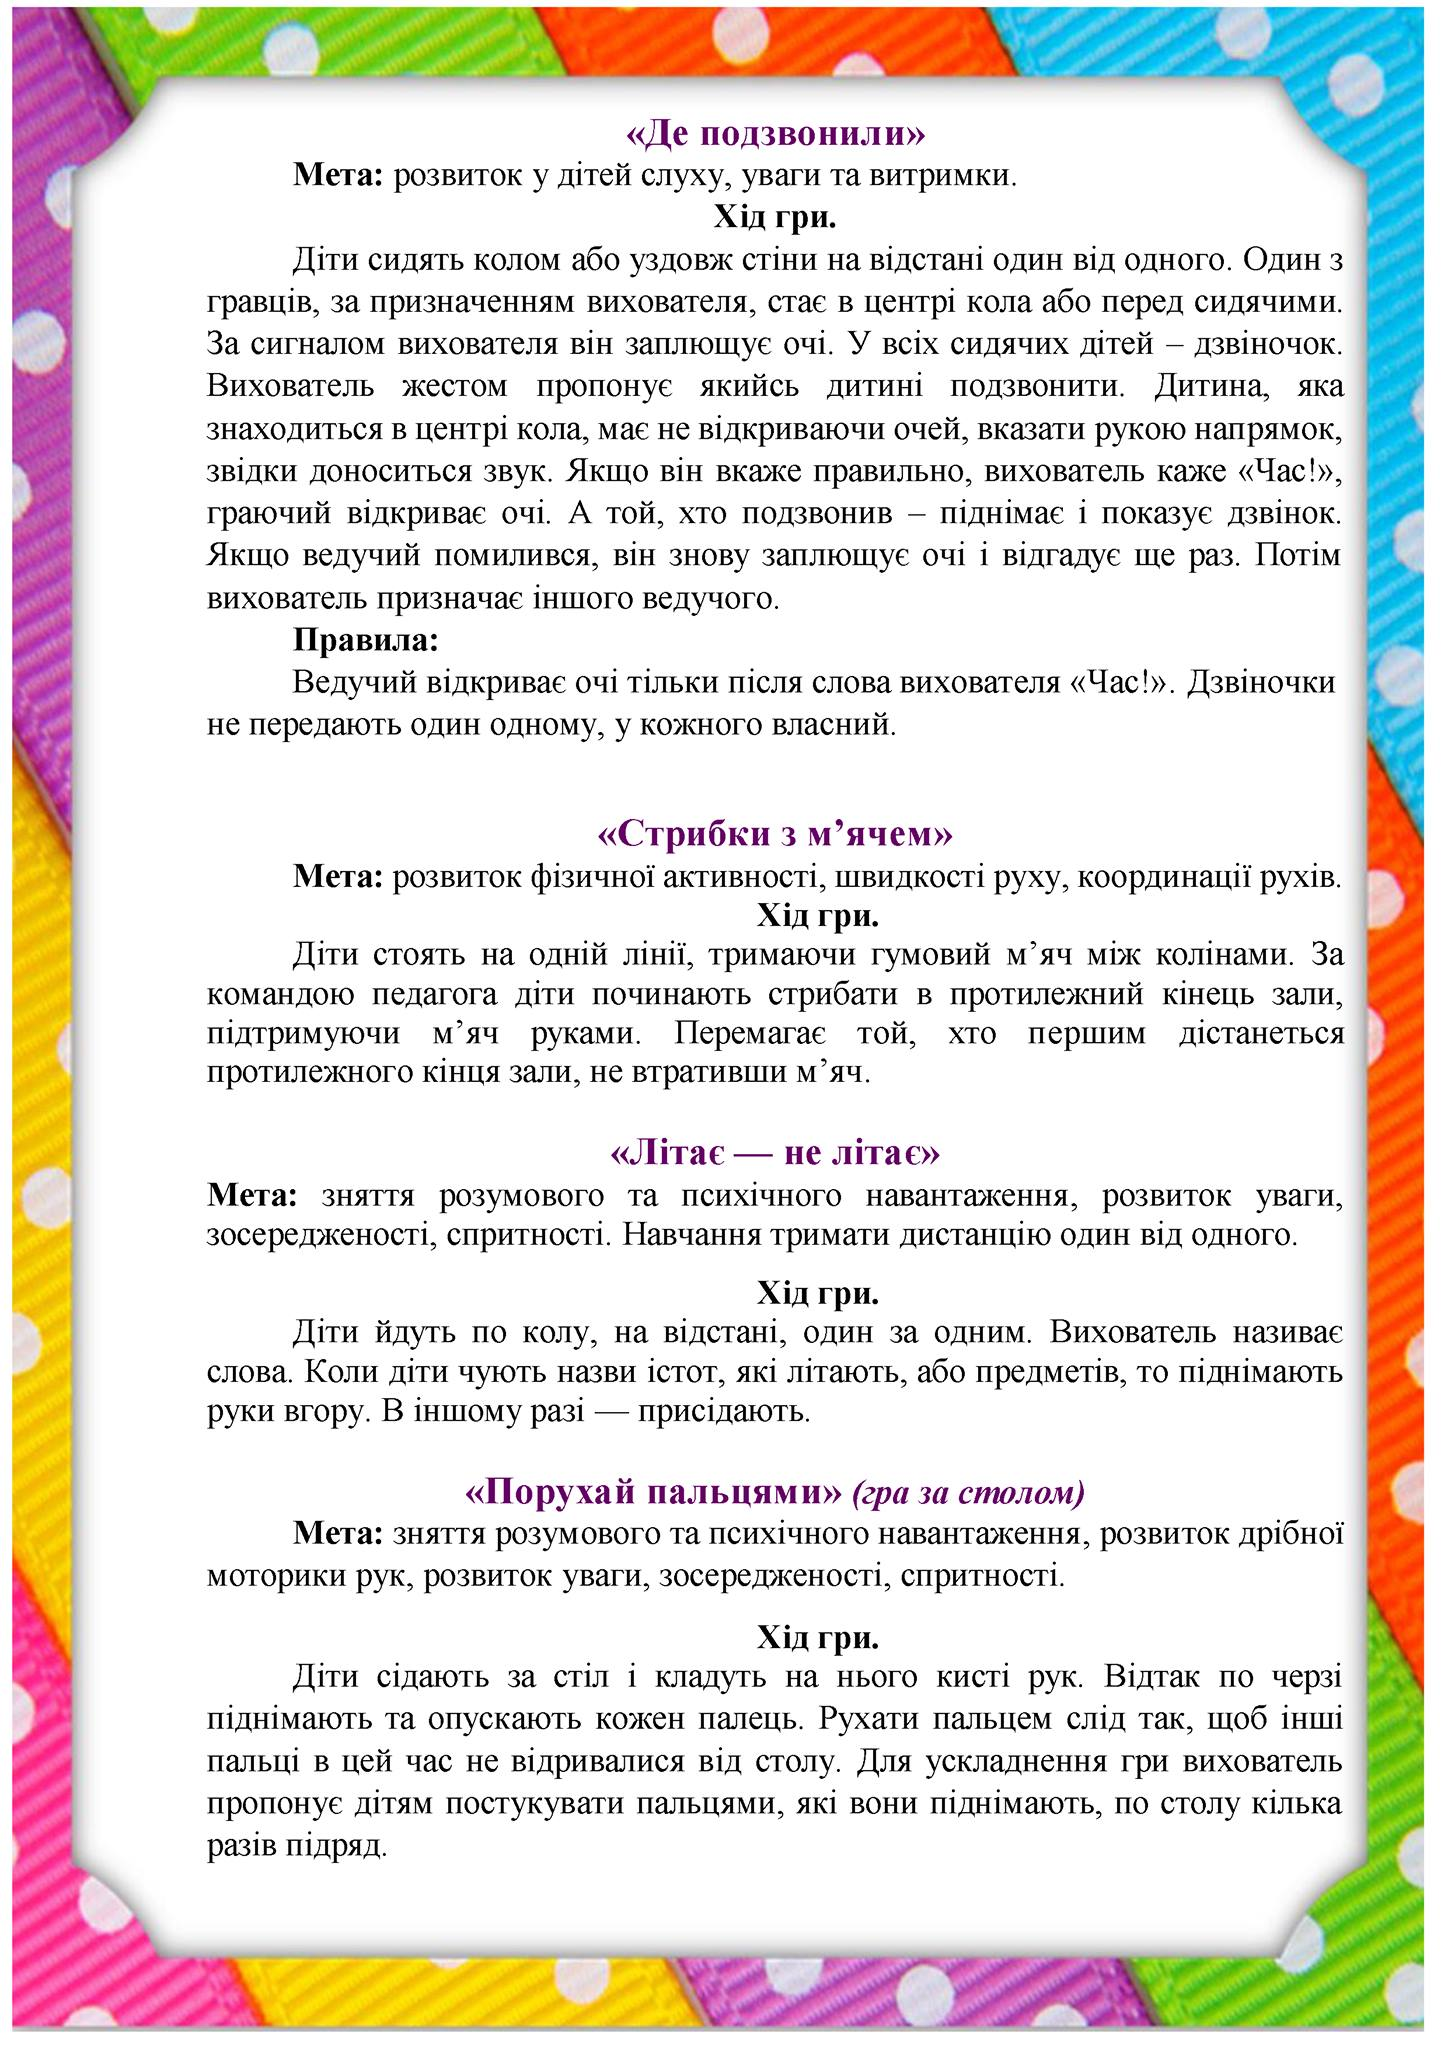 «Де подзвонили»
Мета: розвиток у дітей слуху, уваги та витримки.
Хід гри.
Діти сидять колом або уздовж стіни на відстані один від одного. Один з
гравців, за призначенням вихователя, стає в центрі кола або перед сидячими.
За сигналом вихователя він заплющує очі. У всіх сидячих дітей – дзвіночок.
Вихователь жестом пропонує якийсь дитині подзвонити. Дитина, яка
знаходиться в центрі кола, має не відкриваючи очей, вказати рукою напрямок,
звідки доноситься звук. Якщо він вкаже правильно, вихователь каже «Час!»,
граючий відкриває очі. А той, хто подзвонив – піднімає і показує дзвінок.
Якщо ведучий помилився, він знову заплющує очі і відгадує ще раз. Потім
вихователь призначає іншого ведучого.
Правила:
Ведучий відкриває очі тільки після слова вихователя «Час!». Дзвіночки
не передають один одному, у кожного власний.
«Стрибки з м’ячем»
Мета: розвиток фізичної активності, швидкості руху, координації рухів.
Хід гри.
Діти стоять на одній лінії, тримаючи гумовий м’яч між колінами. За
командою педагога діти починають стрибати в протилежний кінець зали,
підтримуючи м’яч руками. Перемагає той, хто першим дістанеться
протилежного кінця зали, не втративши м’яч.
«Літає — не літає»
Мета: зняття розумового та психічного навантаження, розвиток уваги,
зосередженості, спритності. Навчання тримати дистанцію один від одного.
Хід гри.
Діти йдуть по колу, на відстані, один за одним. Вихователь називає
слова. Коли діти чують назви істот, які літають, або предметів, то піднімають
руки вгору. В іншому разі — присідають.
«Порухай пальцями» (гра за столом)
Мета: зняття розумового та психічного навантаження, розвиток дрібної
моторики рук, розвиток уваги, зосередженості, спритності.
Хід гри.
Діти сідають за стіл і кладуть на нього кисті рук. Відтак по черзі
піднімають та опускають кожен палець. Рухати пальцем слід так, щоб інші
пальці в цей час не відривалися від столу. Для ускладнення гри вихователь
пропонує дітям постукувати пальцями, які вони піднімають, по столу кілька
разів підряд.